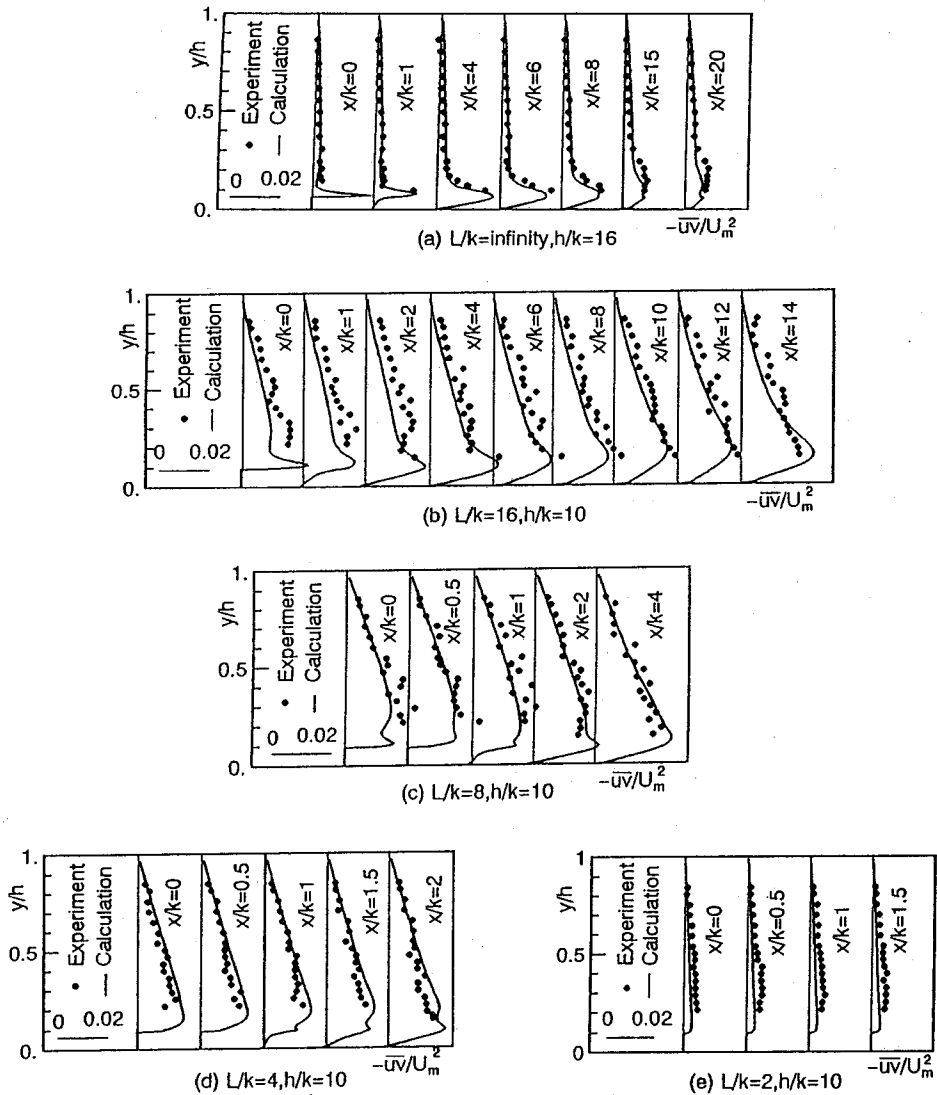 1.
y/h
0.5
0.
Experiment
Calculation
0
0.02
x/k=0
x/k=1
x/k=4
x/k=6
x/k=8
x/k=15
x/k=20
-uv/U_m^2
(a) L/k=infinity,h/k=16
1.
y/h
0.5
0.
Experiment
Calculation
0
0.02
x/k=0
x/k=1
x/k=2
x/k=4
x/k=6
x/k=8
x/k=10
x/k=12
x/k=14
-uv/U_m^2
(b) L/k=16,h/k=10
1.
y/h
0.5
0.
Experiment
Calculation
0
0.02
x/k=0
x/k=0.5
x/k=1
x/k=2
x/k=4
-uv/U_m^2
(c) L/k=8,h/k=10
1.
y/h
0.5
0.
Experiment
Calculation
0
0.02
x/k=0
x/k=0.5
x/k=1
x/k=1.5
x/k=2
-uv/U_m^2
(d) L/k=4,h/k=10
1.
y/h
0.5
0.
Experiment
Calculation
0
0.02
x/k=0
x/k=0.5
x/k=1
x/k=1.5
-uv/U_m^2
(e) L/k=2,h/k=10